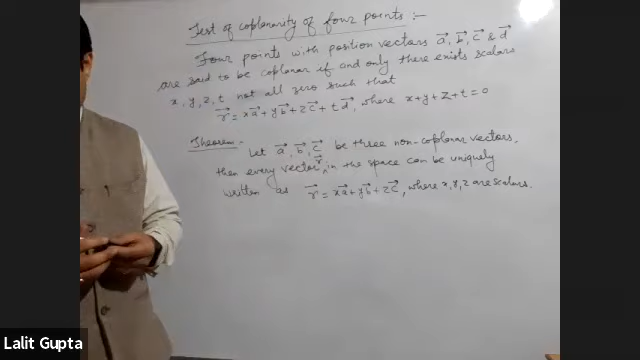 Test of coplanarity of four points :-
Four points with position vectors a⃗, b⃗, c⃗ & d⃗
are said to be coplanar if and only there exists scalars
x, y, z, t not all zero such that
r⃗ = xa⃗ + yb⃗ + zc⃗ + td⃗, where x+y+z+t=0
Theorem:- Let a⃗, b⃗, c⃗ be three non-coplanar vectors,
then every vector r⃗, in the space can be uniquely
written as r⃗ = xa⃗ + yb⃗ + zc⃗, where x, y, z are scalars.
Lalit Gupta